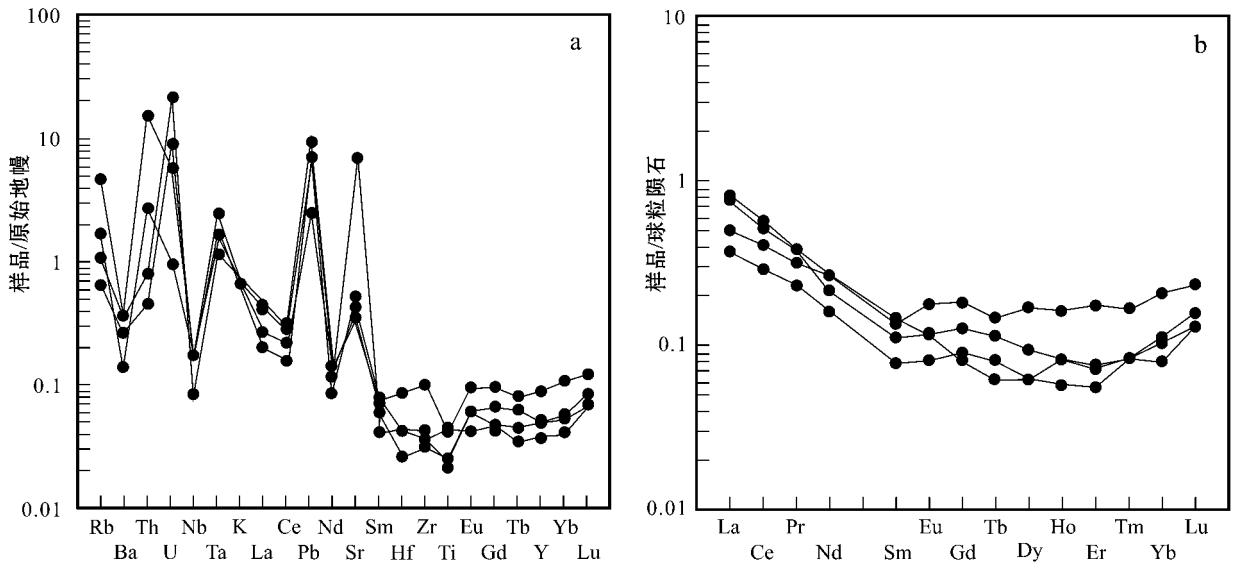 100
10
1
0.1
0.01
样品/原始地幔
a
Rb Th Nb K Ce Nd Sm Zr Eu Tb Yb
Ba U Ta La Pb Sr Hf Ti Gd Y Lu
10
1
0.1
0.01
样品/球粒陨石
b
La Pr Eu Tb Ho Tm Lu
Ce Nd Sm Gd Dy Er Yb